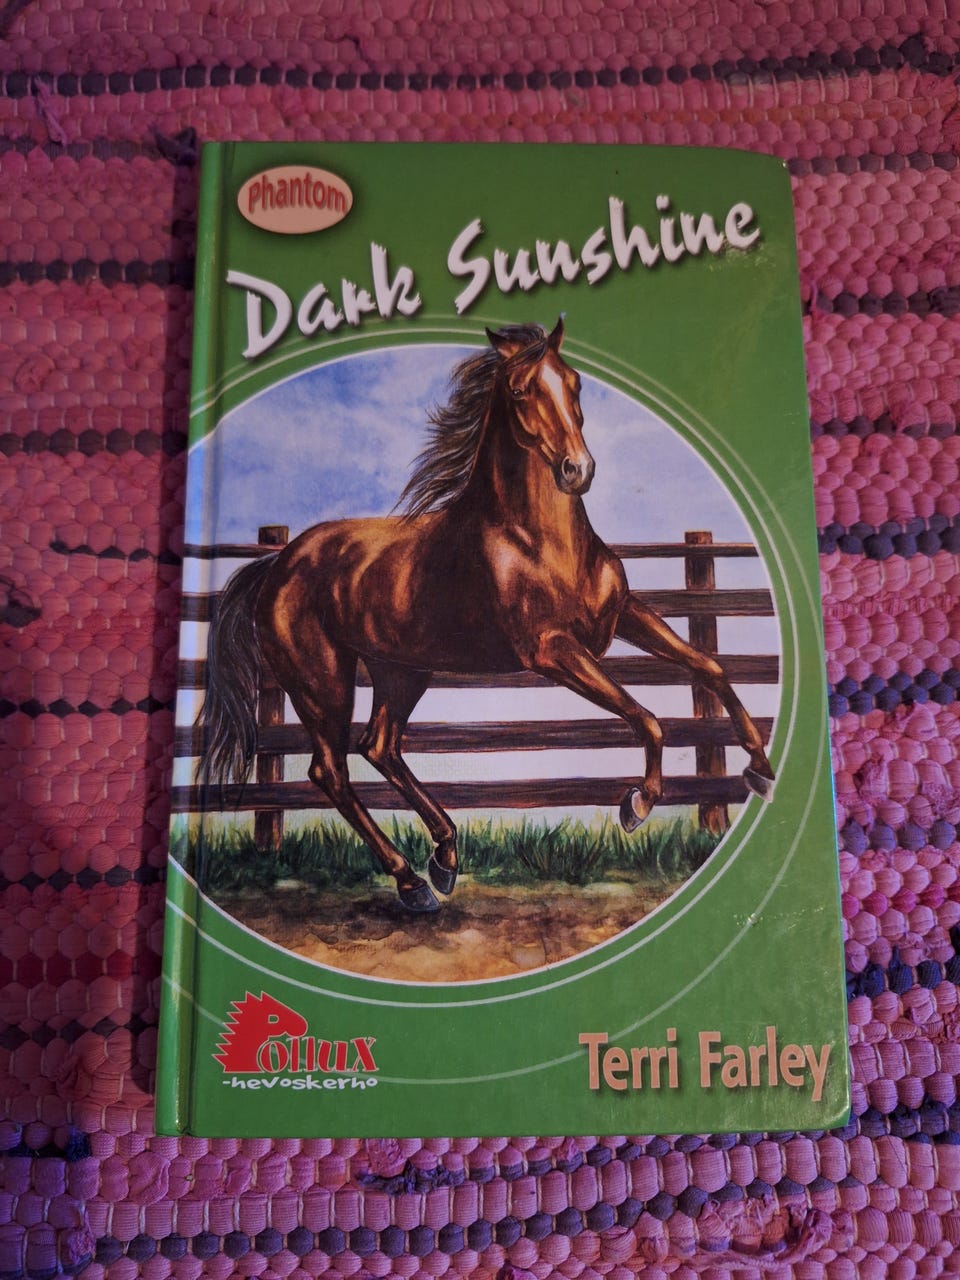 Phantom
Dark Sunshine
Pollux
-hevoskerho
Terri Farley